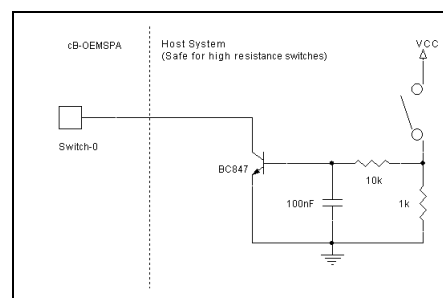 cB-OEMSPA
Host System
(Safe for high resistance switches)
VCC
Switch-0
BC847
10k
100nF
1k